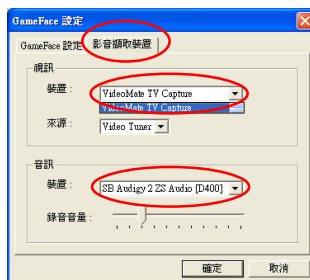 GameFace 設定
GameFace 設定 影音擷取裝置
視訊
裝置： VideoMate TV Capture
VideoMate TV Capture
來源： Video Tuner
音訊
裝置： SB Audigy 2 ZS Audio [D400]
錄音音量：
確定 取消